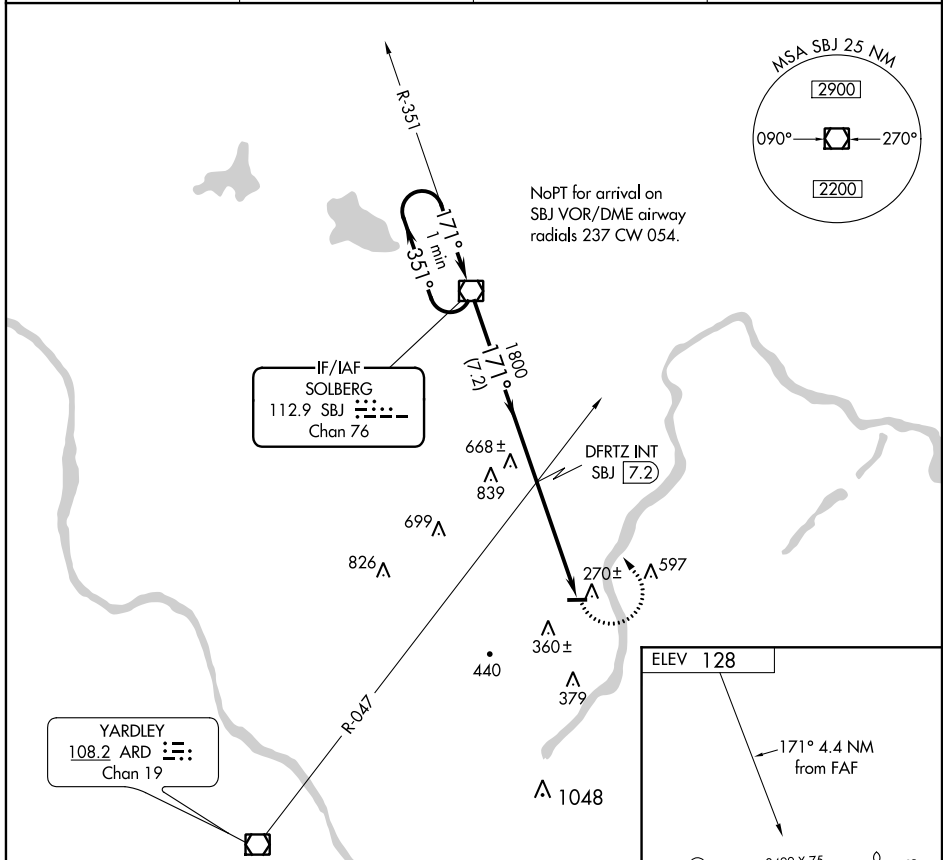 MSA SBJ 25 NM
2900
090°
270°
2200
R-351
NoPT for arrival on
SBJ VOR/DME airway
radials 237 CW 054.
171°
1 min
351°
1800
171°
(7.2)
IF/IAF
SOLBERG
112.9 SBJ
Chan 76
668±
839
DFRTZ INT
SBJ 7.2
699
826
270±
597
360±
440
379
R-047
YARDLEY
108.2 ARD
Chan 19
1048
ELEV 128
171° 4.4 NM
from FAF